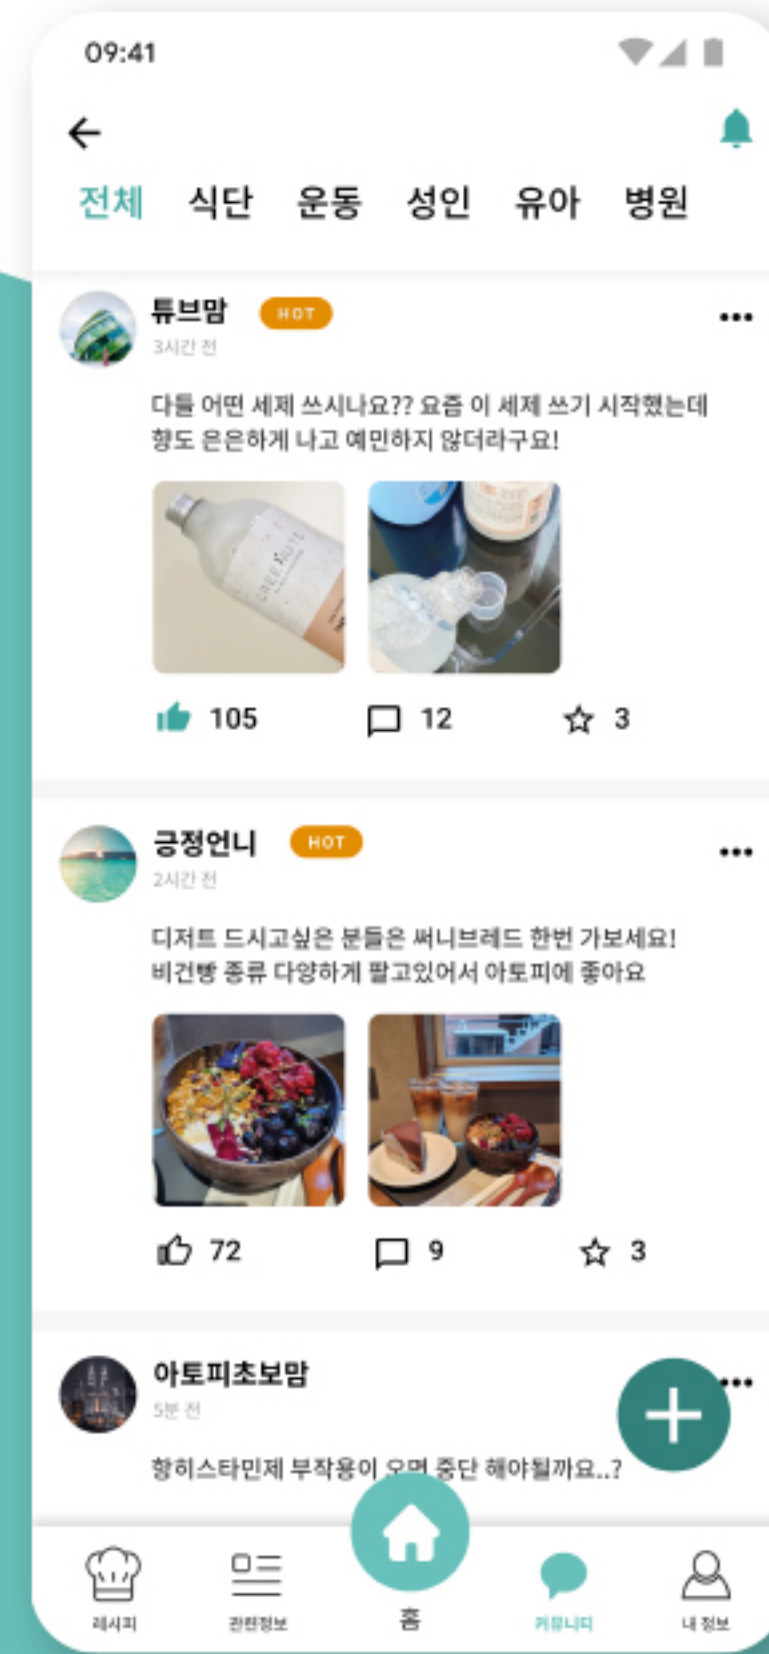 09:41
전체 식단 운동 성인 유아 병원
튜브맘 HOT
3시간 전
다들 어떤 세제 쓰시나요?? 요즘 이 세제 쓰기 시작했는데
향도 은은하게 나고 예민하지 않더라구요!
105 12 3
긍정언니 HOT
2시간 전
디저트 드시고싶은 분들은 써니브레드 한번 가보세요!
비건빵 종류 다양하게 팔고있어서 아토피에 좋아요
72 9 3
아토피초보맘
5분 전
항히스타민제 부작용이 오면 중단 해야될까요..?
레시피 관련정보 홈 커뮤니티 내 정보